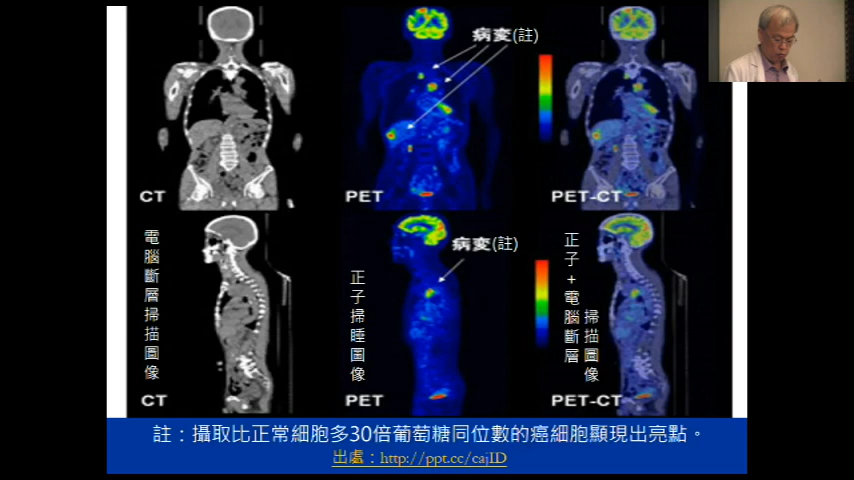 病変(註)
CT
PET
PET-CT
電腦斷層掃描圖像
正子掃睡圖像
病変(註)
正子+電腦斷層
掃描圖像
CT
PET
PET-CT
註：攝取比正常細胞多30倍葡萄糖同位數的癌細胞顯現出亮點。
出處：http://ppt.cc/cajID